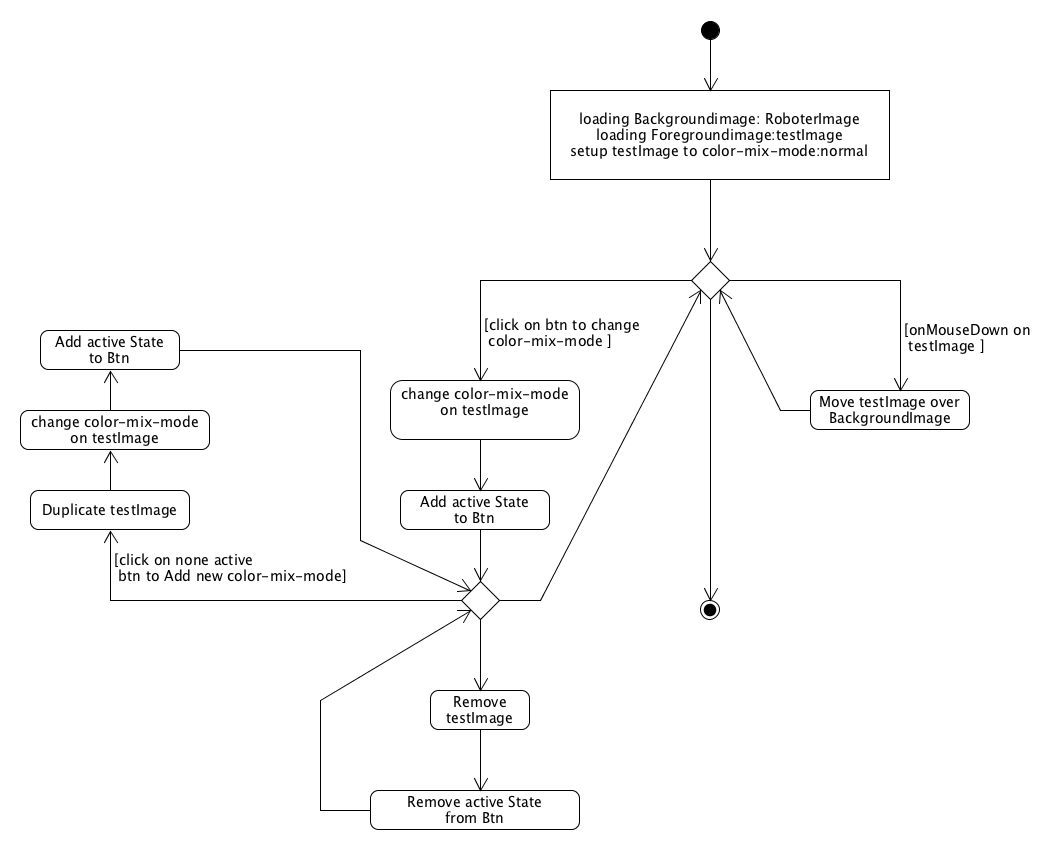 loading Backgroundimage: RoboterImage
loading Foregroundimage:testImage
setup testImage to color-mix-mode:normal
[click on btn to change
color-mix-mode ]
[onMouseDown on
testImage ]
Add active State
to Btn
change color-mix-mode
on testImage
Move testImage over
BackgroundImage
change color-mix-mode
on testImage
Duplicate testImage
Add active State
to Btn
[click on none active
btn to Add new color-mix-mode]
Remove
testImage
Remove active State
from Btn